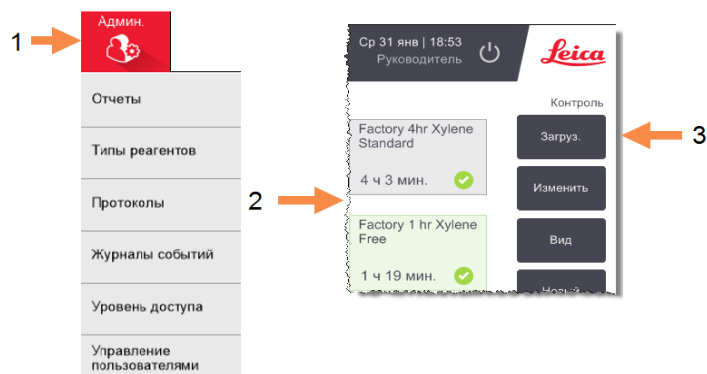 Админ.
1
Отчеты
Типы реагентов
Протоколы
Журналы событий
Уровень доступа
Управление
пользователями
2
Ср 31 янв | 18:53
Руководитель
Leica
Контроль
Factory 4hr Xylene
Standard
4 ч 3 мин.
Factory 1 hr Xylene
Free
1 ч 19 мин.
Загруз.
3
Изменить
Вид
Новый